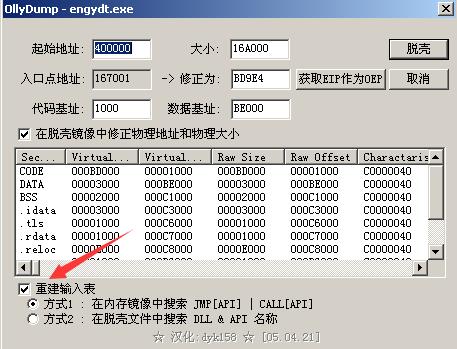 OllyDump - engydt.exe
起始地址: 400000 大小: 16A000 脱壳
入口点地址: 167001 -> 修正为: BD9E4 获取EIP作为OEP 取消
代码基址: 1000 数据基址: BE000
在脱壳镜像中修正物理地址和物理大小
Sec... Virtual... Virtual... Raw Size Raw Offset Charactaris
CODE 000BD000 00001000 000BD000 00001000 C0000040
DATA 00003000 000BE000 00003000 000BE000 C0000040
BSS 00002000 000C1000 00002000 000C1000 C0000040
.idata 00003000 000C3000 00003000 000C3000 C0000040
.tls 00001000 000C6000 00001000 000C6000 C0000040
.rdata 00001000 000C7000 00001000 000C7000 C0000040
.reloc 000C8000 0000E000 000C8000 C0000040
重建输入表
方式1 : 在内存镜像中搜索 JMP[API] | CALL[API]
方式2 : 在脱壳文件中搜索 DLL & API 名称
☆ 汉化: dyk158 ☆ [05.04.21]